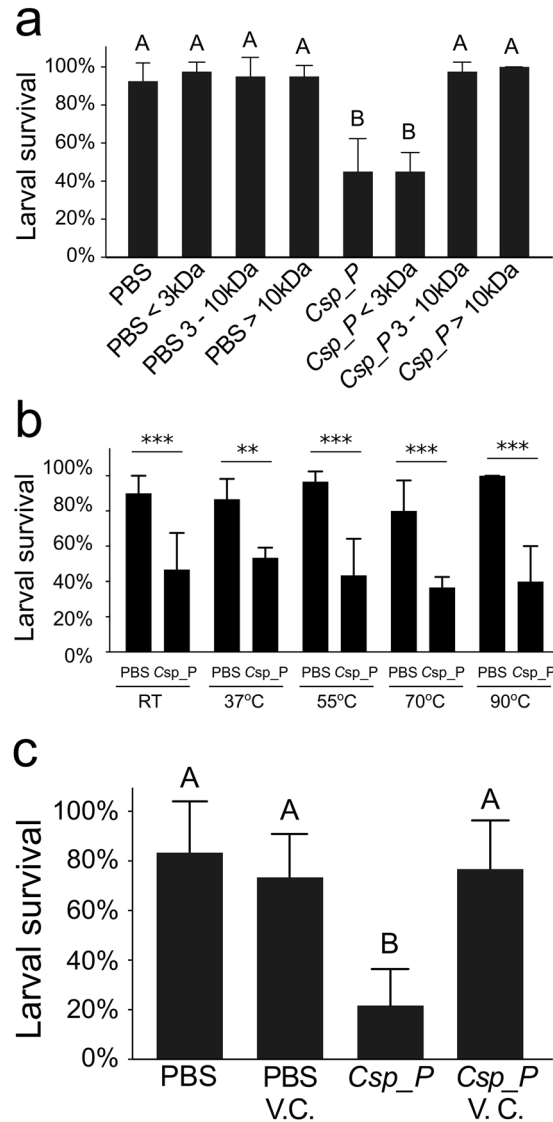 a
A A A A B B A A
100%
80%
60%
40%
20%
0%
Larval survival
PBS
PBS < 3kDa
PBS 3 - 10kDa
PBS > 10kDa
Csp_P
Csp_P < 3kDa
Csp_P 3 - 10kDa
Csp_P > 10kDa
b
*** ** *** *** ***
100%
80%
60%
40%
20%
0%
Larval survival
PBS Csp_P PBS Csp_P PBS Csp_P PBS Csp_P PBS Csp_P
RT 37ºC 55ºC 70ºC 90ºC
c
A A B A
100%
80%
60%
40%
20%
0%
Larval survival
PBS PBS Csp_P Csp_P
V.C. V. C.